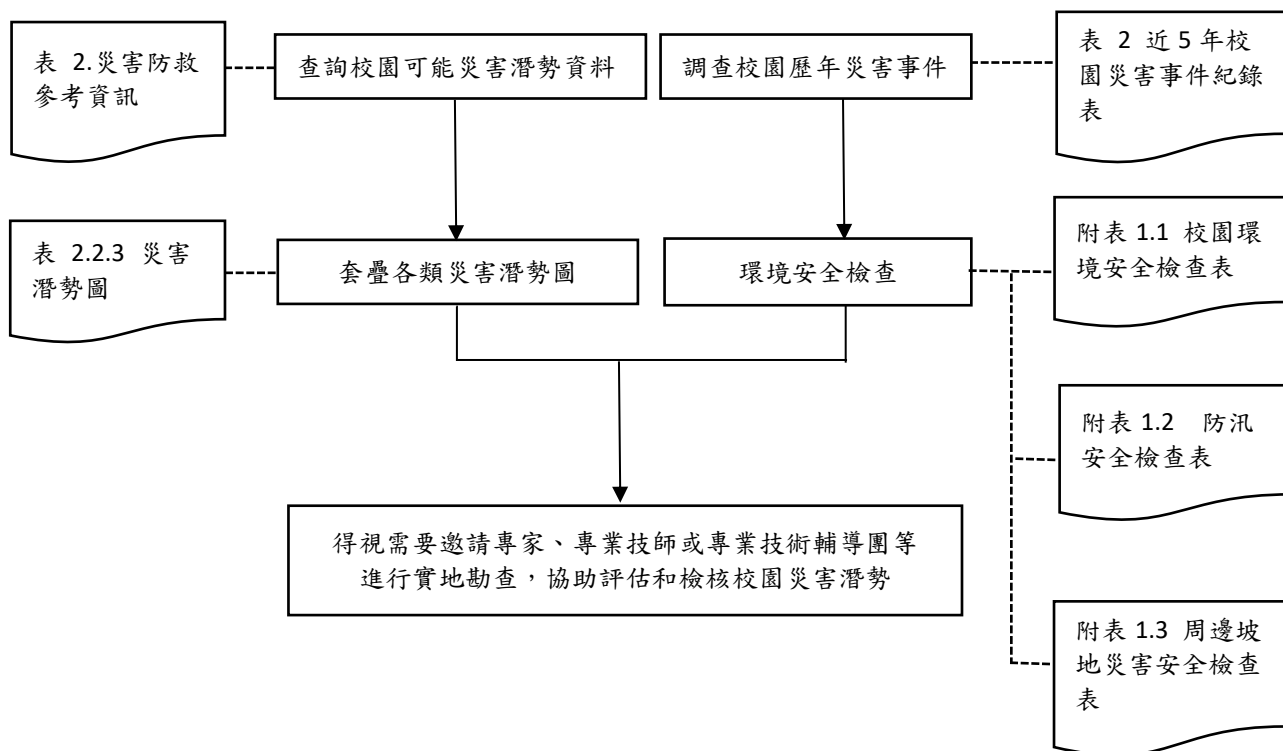 表 2.災害防救
參考資訊
查詢校園可能災害潛勢資料
調查校園歷年災害事件
表 2 近 5 年校
園災害事件紀錄
表
表 2.2.3 災害
潛勢圖
套疊各類災害潛勢圖
環境安全檢查
附表 1.1 校園環
境安全檢查表
附表 1.2 防汛
安全檢查表
得視需要邀請專家、專業技師或專業技術輔導團等
進行實地勘查，協助評估和檢核校園災害潛勢
附表 1.3 周邊坡
地災害安全檢查
表